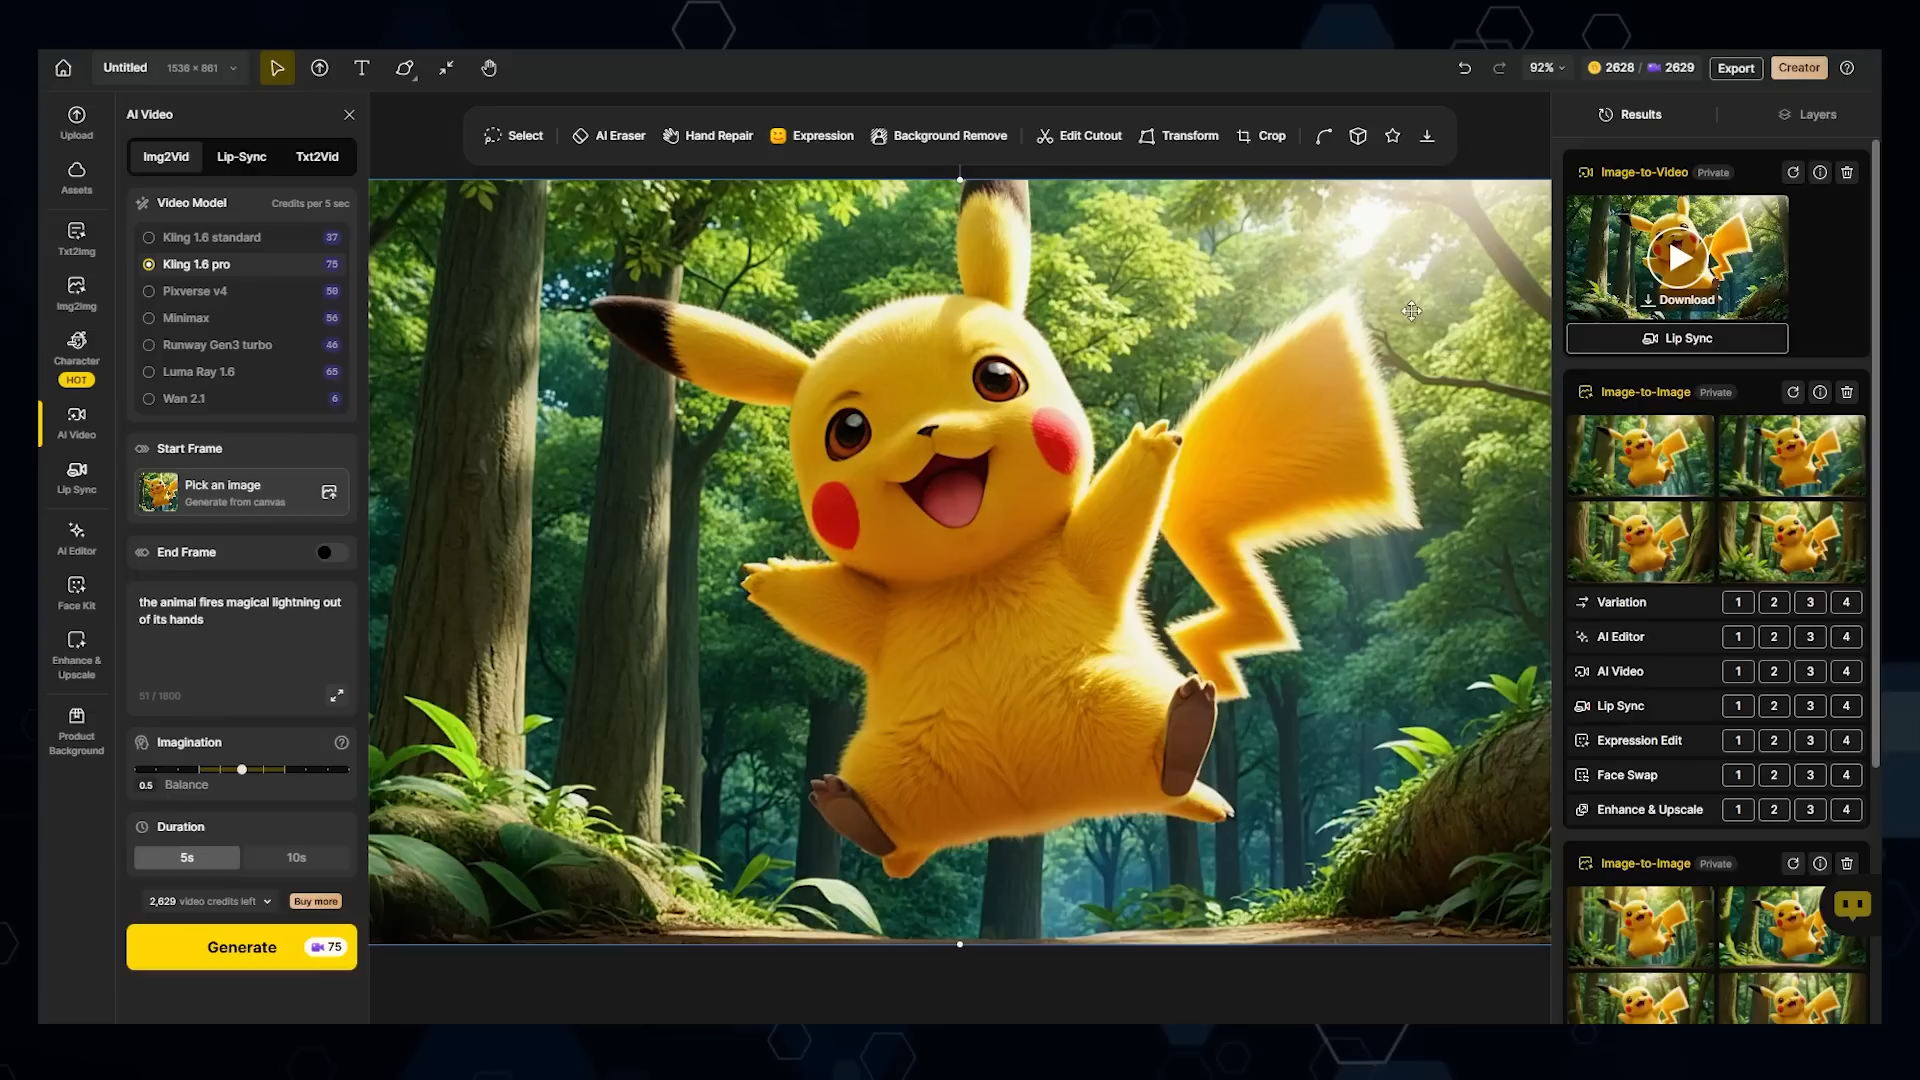 Untitled 1536 × 861
T
92% 2628 / 2629 Export Creator
Upload
Assets
Txt2Img
Img2Img
Character
HOT
AI Video
Lip Sync
AI Editor
Face Kit
Enhance &
Upscale
Product
Background
AI Video
Img2Vid Lip-Sync Txt2Vid
Video Model Credits per 5 sec
Kling 1.6 standard 37
Kling 1.6 pro 75
Pixverse v4 50
Minimax 56
Runway Gen3 turbo 46
Luma Ray 1.6 65
Wan 2.1 6
Start Frame
Pick an image
Generate from canvas
End Frame
the animal fires magical lightning out
of its hands
51 / 1800
Imagination
0.5 Balance
Duration
5s 10s
2,629 video credits left Buy more
Generate 75
Select AI Eraser Hand Repair Expression Background Remove Edit Cutout Transform Crop
Results Layers
Image-to-Video Private
Download
Lip Sync
Image-to-Image Private
Variation 1 2 3 4
AI Editor 1 2 3 4
AI Video 1 2 3 4
Lip Sync 1 2 3 4
Expression Edit 1 2 3 4
Face Swap 1 2 3 4
Enhance & Upscale 1 2 3 4
Image-to-Image Private